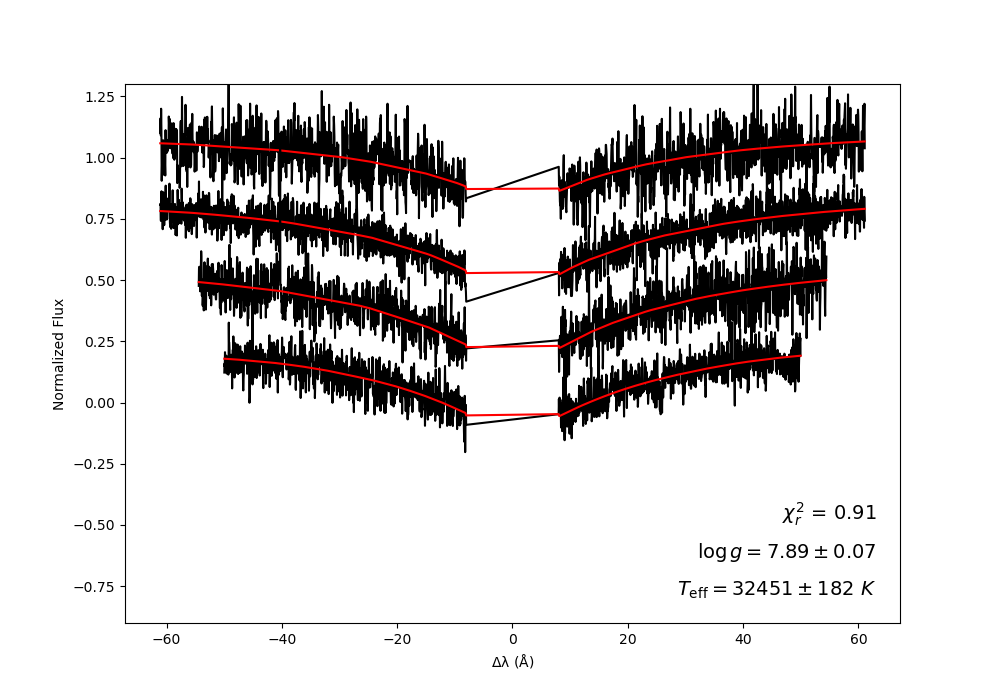 Normalized Flux
1.25
1.00
0.75
0.50
0.25
0.00
−0.25
−0.50
−0.75
χ²ᵣ = 0.91
log g = 7.89 ± 0.07
T_eff = 32451 ± 182 K
−60 −40 −20 0 20 40 60
Δλ (Å)